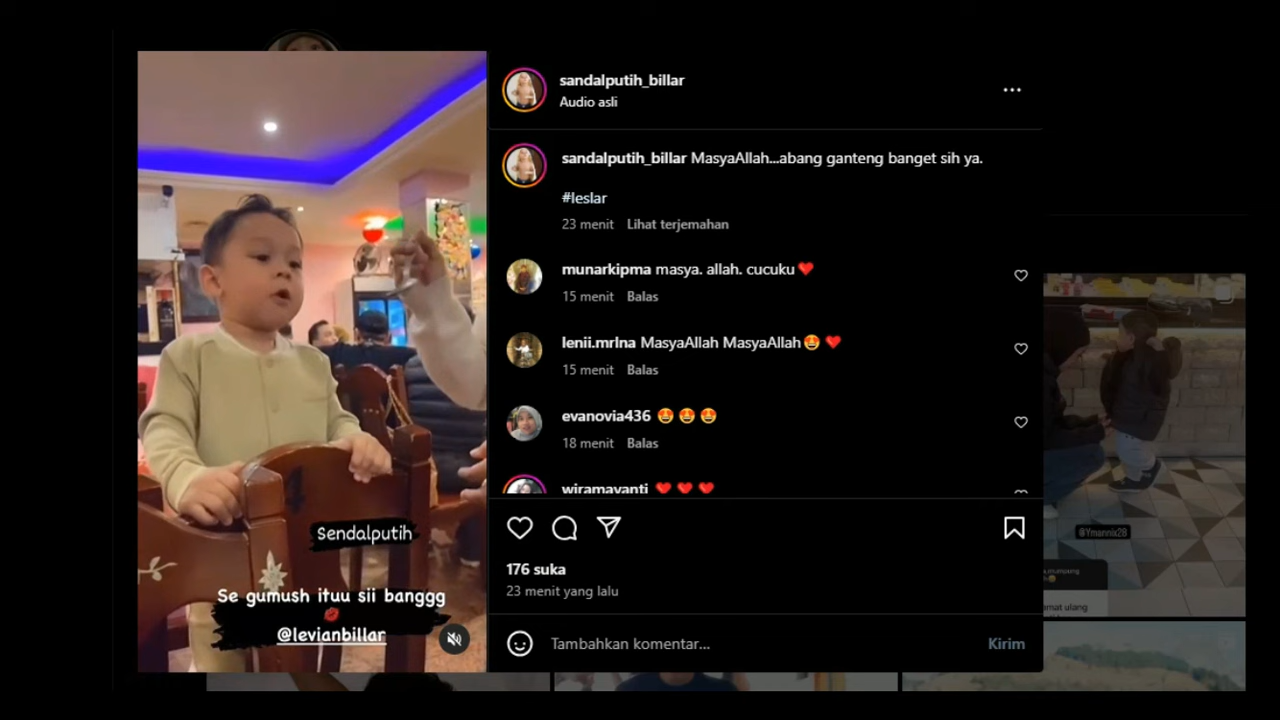 sandalputih_billar
Audio asli
sandalputih_billar MasyaAllah...abang ganteng banget sih ya.
#leslar
23 menit Lihat terjemahan
munarkipma masya. allah. cucuku❤️
15 menit Balas
lenii.mrlna MasyaAllah MasyaAllah🤩 ❤️
15 menit Balas
evanovia436 🤩 🤩 🤩
18 menit Balas
wiramayanti ❤️ ❤️ ❤️
176 suka
23 menit yang lalu
Tambahkan komentar... Kirim
Sendalputih
Se gumush ituu sii banggg
💋
@levianbillar
@Ymannix28
amat ulang